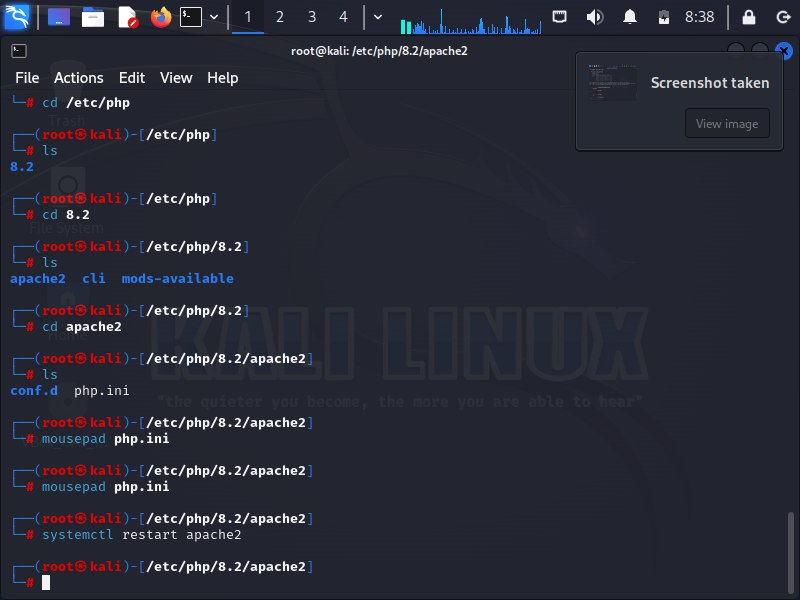 1 2 3 4 8:38
root@kali: /etc/php/8.2/apache2
File Actions Edit View Help
Screenshot taken
View image
└─# cd /etc/php
Trash
┌──(root㉿kali)-[/etc/php]
└─# ls
8.2
┌──(root㉿kali)-[/etc/php]
└─# cd 8.2
File System
┌──(root㉿kali)-[/etc/php/8.2]
└─# ls
apache2 cli mods-available
┌──(root㉿kali)-[/etc/php/8.2]
└─# cd apache2
Home
KALI LINUX
┌──(root㉿kali)-[/etc/php/8.2/apache2]
└─# ls
conf.d php.ini
"the quieter you become, the more you are able to hear"
┌──(root㉿kali)-[/etc/php/8.2/apache2]
└─# mousepad php.ini
┌──(root㉿kali)-[/etc/php/8.2/apache2]
└─# mousepad php.ini
┌──(root㉿kali)-[/etc/php/8.2/apache2]
└─# systemctl restart apache2
┌──(root㉿kali)-[/etc/php/8.2/apache2]
└─#